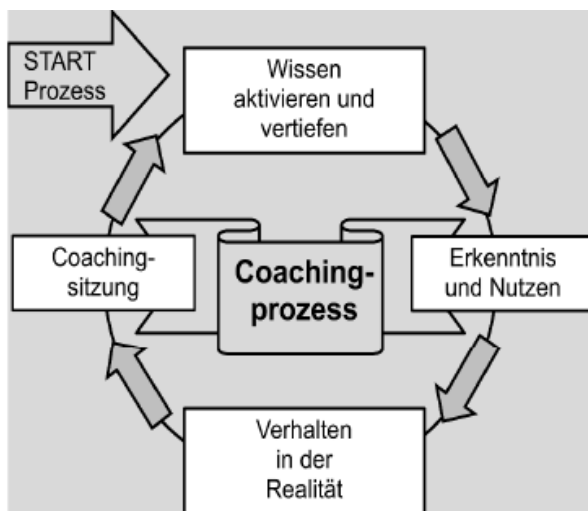 START
Prozess
Wissen
aktivieren und
vertiefen
Coaching-
sitzung
Coaching-
prozess
Erkenntnis
und Nutzen
Verhalten
in der
Realität